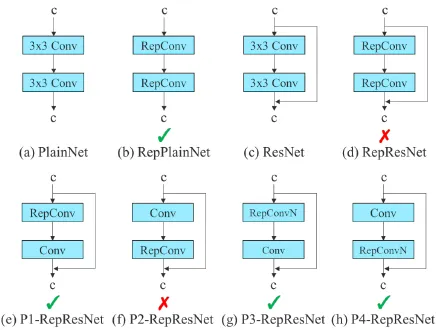 c c c c
3x3 Conv RepConv 3x3 Conv RepConv
3x3 Conv RepConv 3x3 Conv RepConv
c c c c
(a) PlainNet (b) RepPlainNet (c) ResNet (d) RepResNet
c c c c
RepConv Conv RepConvN Conv
Conv RepConv Conv RepConvN
c c c c
(e) P1-RepResNet (f) P2-RepResNet (g) P3-RepResNet (h) P4-RepResNet